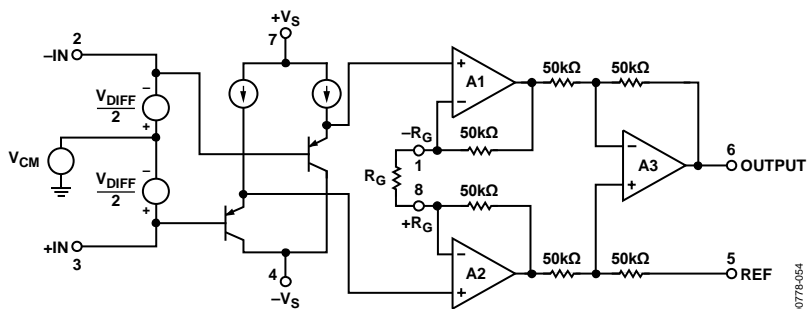 +VS
7
–IN 2
VDIFF
2
–
+
VCM
VDIFF
2
–
+
+IN
3
4
–VS
+
–
A1
50kΩ
50kΩ
50kΩ
–RG
1
RG
8
+RG
50kΩ
–
+
A2
50kΩ
50kΩ
–
+
A3
6
OUTPUT
5
REF
0778-054